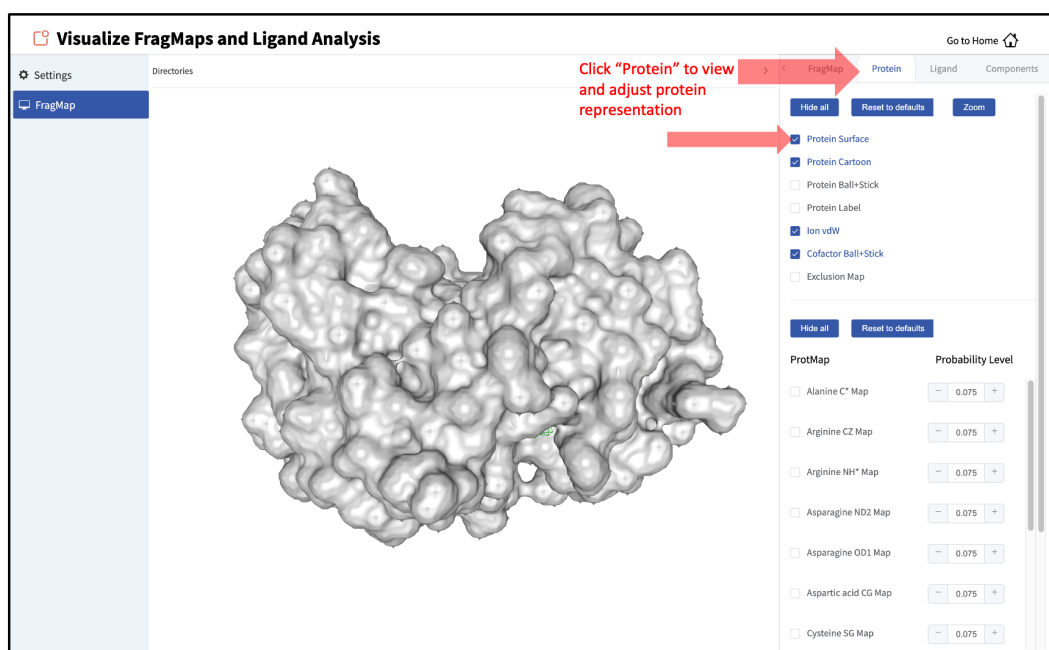 Visualize FragMaps and Ligand Analysis
Go to Home
Settings
FragMap
Directories
Click “Protein” to view
and adjust protein
representation
FragMap Protein Ligand Components
Hide all Reset to defaults Zoom
Protein Surface
Protein Cartoon
Protein Ball+Stick
Protein Label
Ion vdW
Cofactor Ball+Stick
Exclusion Map
Hide all Reset to defaults
ProtMap Probability Level
Alanine C* Map − 0.075 +
Arginine CZ Map − 0.075 +
Arginine NH* Map − 0.075 +
Asparagine ND2 Map − 0.075 +
Asparagine OD1 Map − 0.075 +
Aspartic acid CG Map − 0.075 +
Cysteine SG Map − 0.075 +